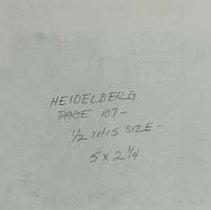 HEIDELBERG
PAGE 107-
1/2 THIS SIZE-
5 x 2 1/4